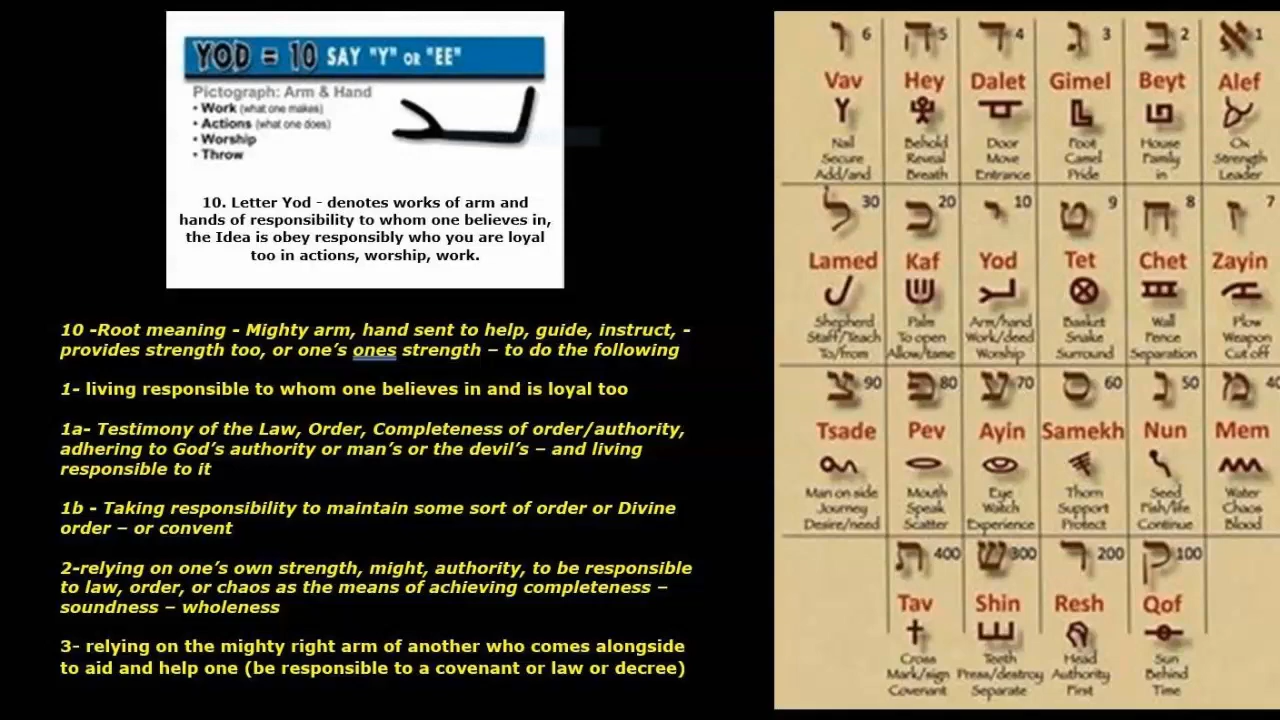 YOD = 10 SAY "Y" OR "EE"
Pictograph: Arm & Hand
• Work (what one makes)
• Actions (what one does)
• Worship
• Throw
10. Letter Yod - denotes works of arm and
hands of responsibility to whom one believes in,
the Idea is obey responsibly who you are loyal
too in actions, worship, work.
10 -Root meaning - Mighty arm, hand sent to help, guide, instruct, -
provides strength too, or one's ones strength – to do the following
1- living responsible to whom one believes in and is loyal too
1a- Testimony of the Law, Order, Completeness of order/authority,
adhering to God's authority or man's or the devil's – and living
responsible to it
1b - Taking responsibility to maintain some sort of order or Divine
order – or convent
2-relying on one's own strength, might, authority, to be responsible
to law, order, or chaos as the means of achieving completeness –
soundness – wholeness
3- relying on the mighty right arm of another who comes alongside
to aid and help one (be responsible to a covenant or law or decree)
ו 6 ה 5 ד 4 ג 3 ב 2 א 1
Vav Hey Dalet Gimel Beyt Alef
Nail Behold Door Foot House Ox
Secure Reveal Move Camel Family Strength
Add/and Breath Entrance Pride in Leader
ל 30 כ 20 י 10 ט 9 ח 8 ז 7
Lamed Kaf Yod Tet Chet Zayin
Shepherd Palm Arm/hand Basket Wall Plow
Staff/Teach To open Work/deed Snake Fence Weapon
To/from Allow/tame Worship Surround Separation Cut off
צ 90 פ 80 ע 70 ס 60 נ 50 מ 40
Tsade Pey Ayin Samekh Nun Mem
Man on side Mouth Eye Thorn Seed Water
Journey Speak Watch Support Fish/life Chaos
Desire/need Scatter Experience Protect Continue Blood
ת 400 ש 300 ר 200 ק 100
Tav Shin Resh Qof
Cross Teeth Head Sun
Mark/sign Press/destroy Authority Behind
Covenant Separate First Time